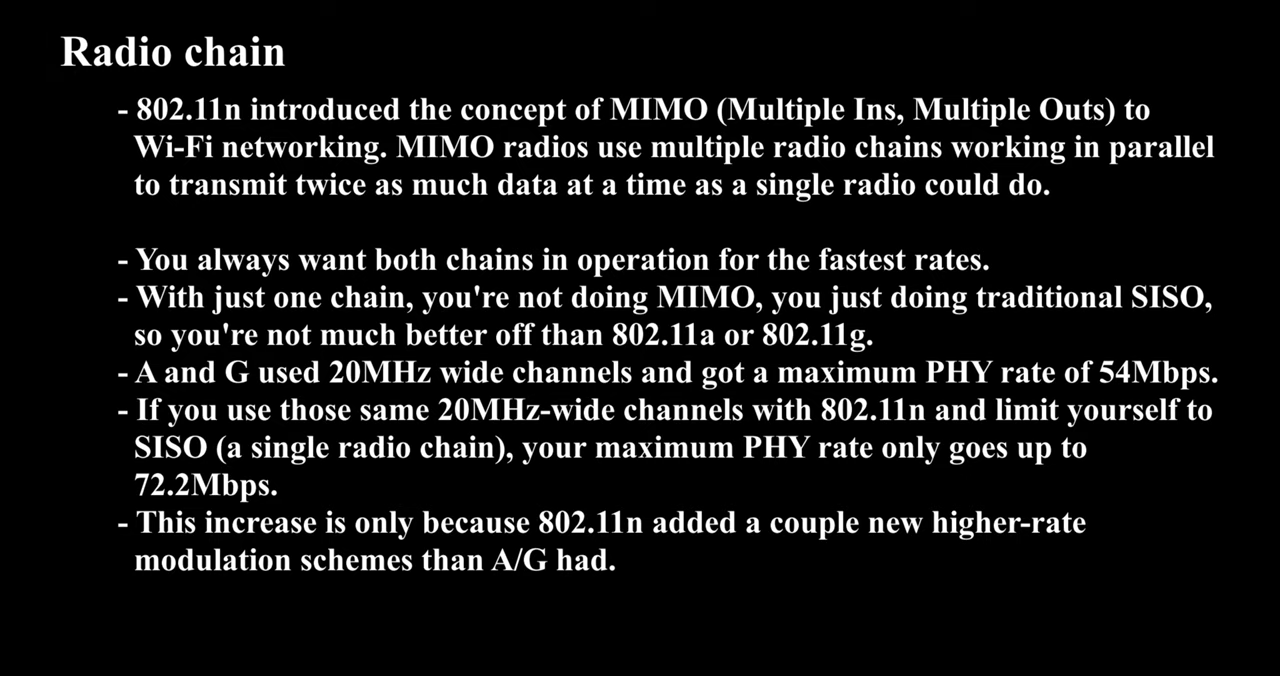 Radio chain
- 802.11n introduced the concept of MIMO (Multiple Ins, Multiple Outs) to
Wi-Fi networking. MIMO radios use multiple radio chains working in parallel
to transmit twice as much data at a time as a single radio could do.
- You always want both chains in operation for the fastest rates.
- With just one chain, you're not doing MIMO, you just doing traditional SISO,
so you're not much better off than 802.11a or 802.11g.
- A and G used 20MHz wide channels and got a maximum PHY rate of 54Mbps.
- If you use those same 20MHz-wide channels with 802.11n and limit yourself to
SISO (a single radio chain), your maximum PHY rate only goes up to
72.2Mbps.
- This increase is only because 802.11n added a couple new higher-rate
modulation schemes than A/G had.